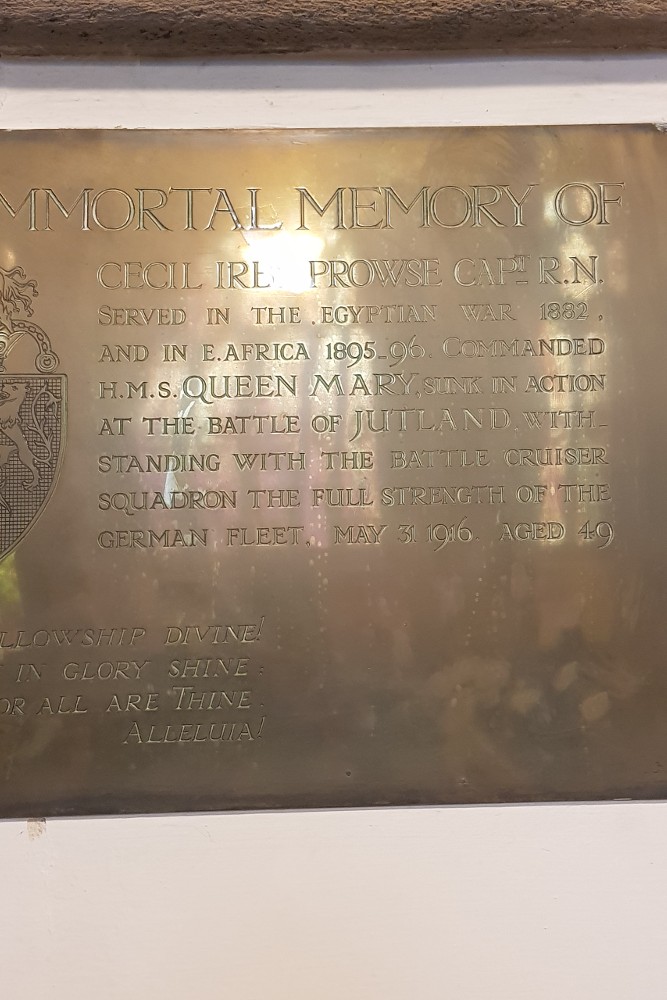 MMORTAL MEMORY OF
CECIL PROWSE CAPT. R.N.
SERVED IN THE EGYPTIAN WAR 1882,
AND IN E. AFRICA 1895-96. COMMANDED
H.M.S. QUEEN MARY, SUNK IN ACTION
AT THE BATTLE OF JUTLAND, WITH-
STANDING WITH THE BATTLE CRUISER
SQUADRON THE FULL STRENGTH OF THE
GERMAN FLEET, MAY 31 1916. AGED 49
LLOWSHIP DIVINE!
IN GLORY SHINE:
OR ALL ARE THINE.
ALLELUIA!